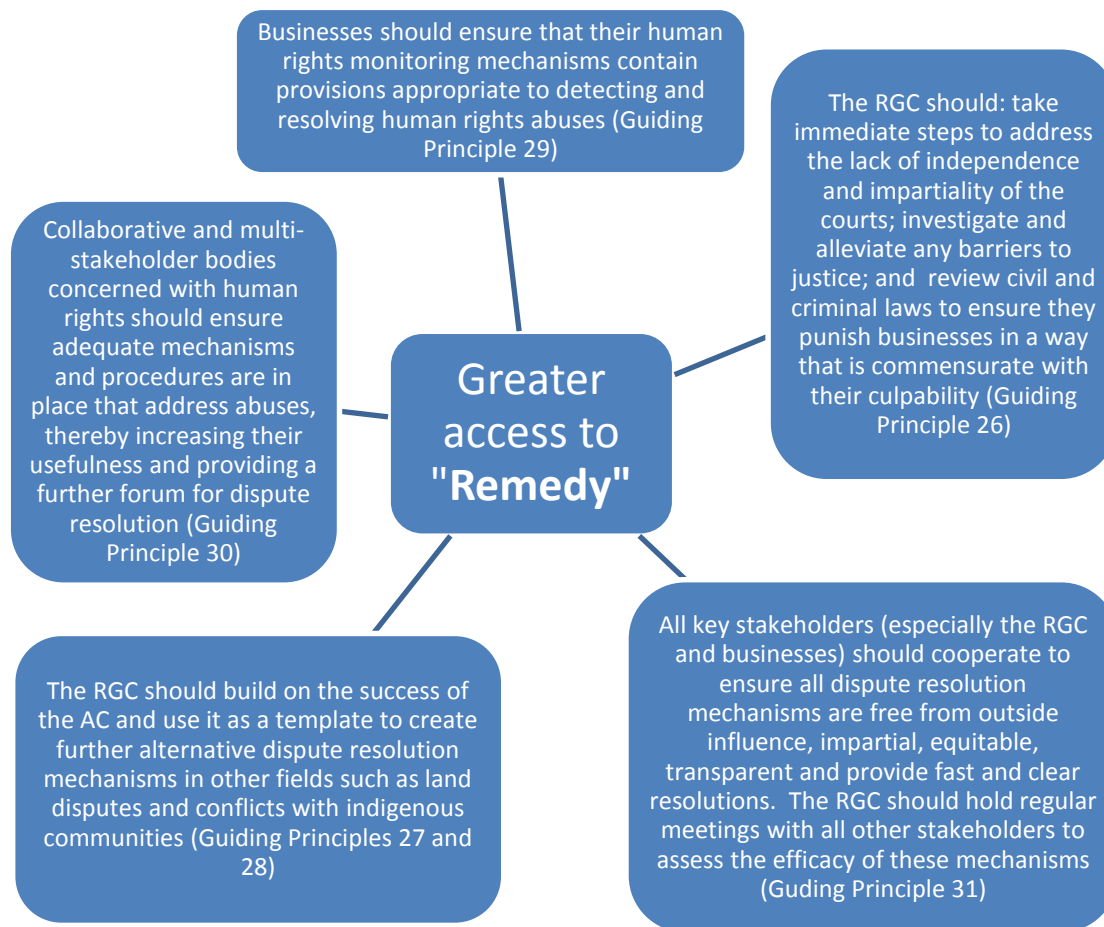 Businesses should ensure that their human
rights monitoring mechanisms contain
provisions appropriate to detecting and
resolving human rights abuses (Guiding
Principle 29)
The RGC should: take
immediate steps to address
the lack of independence
and impartiality of the
courts; investigate and
alleviate any barriers to
justice; and  review civil and
criminal laws to ensure they
punish businesses in a way
that is commensurate with
their culpability (Guiding
Principle 26)
Collaborative and multi-
stakeholder bodies
concerned with human
rights should ensure
adequate mechanisms
and procedures are in
place that address abuses,
thereby increasing their
usefulness and providing a
further forum for dispute
resolution (Guiding
Principle 30)
Greater
access to
"Remedy"
The RGC should build on the success of
the AC and use it as a template to create
further alternative dispute resolution
mechanisms in other fields such as land
disputes and conflicts with indigenous
communities (Guiding Principles 27 and
28)
All key stakeholders (especially the RGC
and businesses) should cooperate to
ensure all dispute resolution
mechanisms are free from outside
influence, impartial, equitable,
transparent and provide fast and clear
resolutions.  The RGC should hold regular
meetings with all other stakeholders to
assess the efficacy of these mechanisms
(Guding Principle 31)